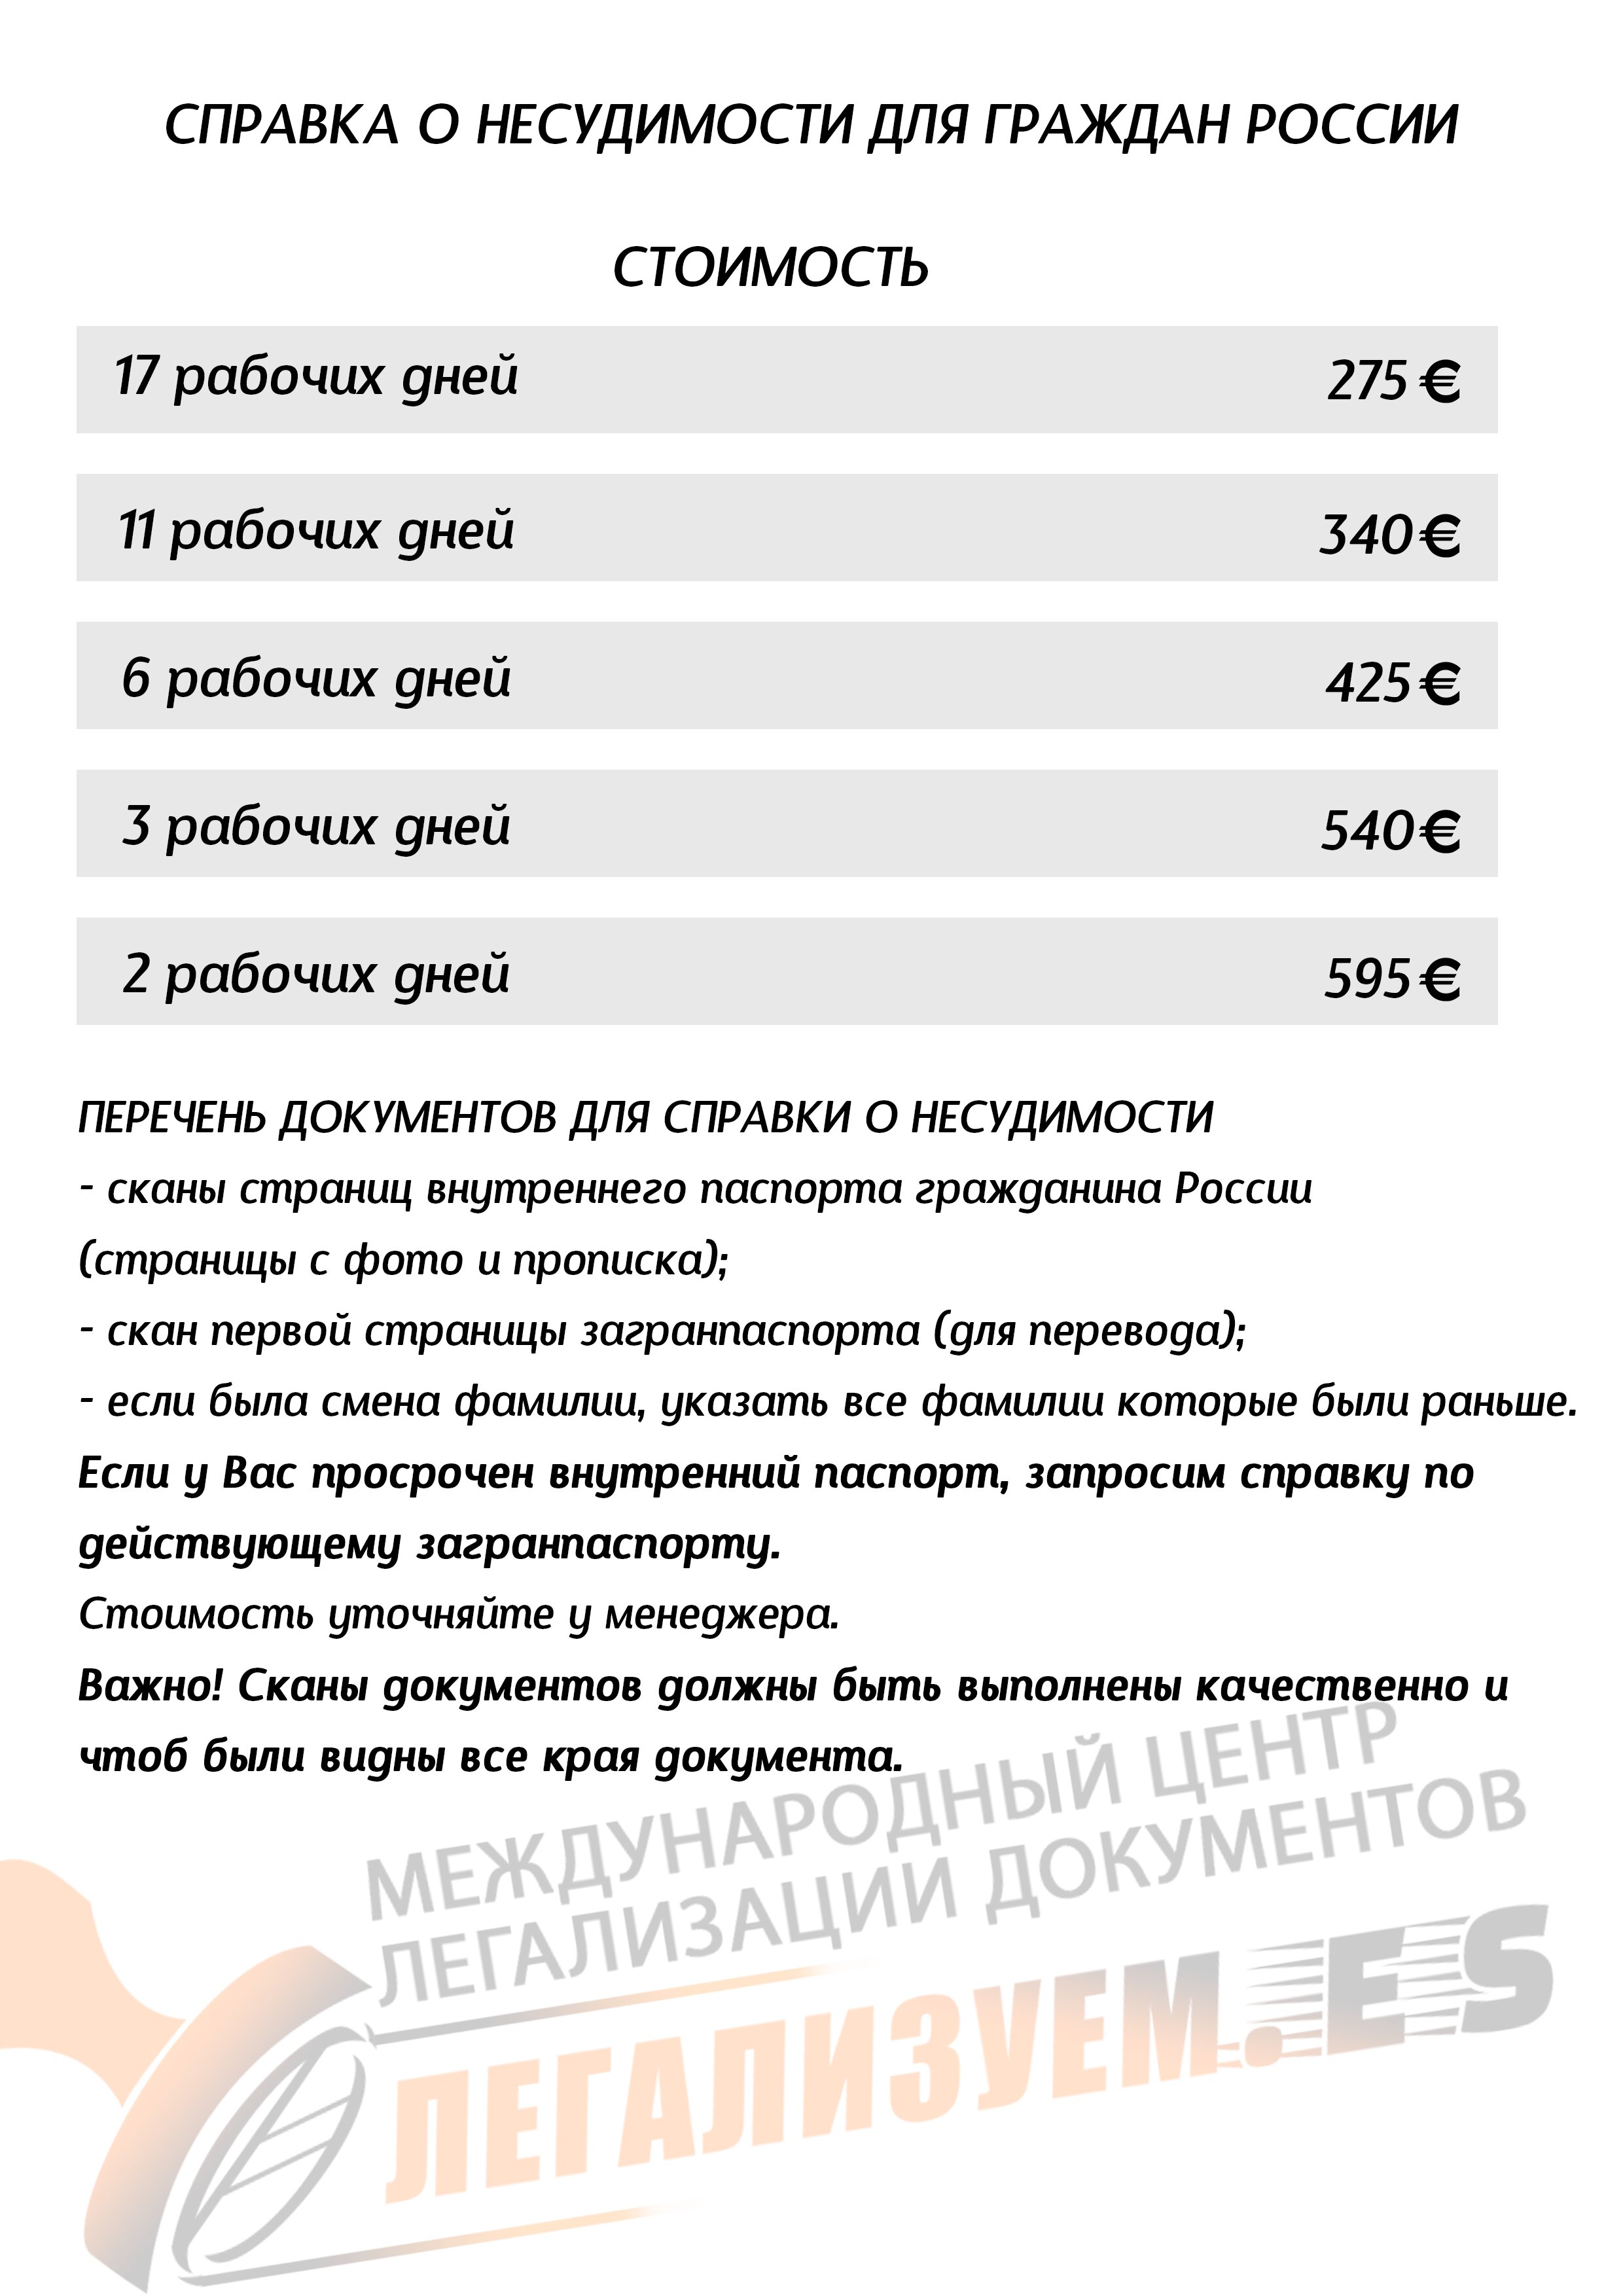 СПРАВКА О НЕСУДИМОСТИ ДЛЯ ГРАЖДАН РОССИИ
СТОИМОСТЬ
17 рабочих дней 275 €
11 рабочих дней 340 €
6 рабочих дней 425 €
3 рабочих дней 540 €
2 рабочих дней 595 €
ПЕРЕЧЕНЬ ДОКУМЕНТОВ ДЛЯ СПРАВКИ О НЕСУДИМОСТИ
- сканы страниц внутреннего паспорта гражданина России
(страницы с фото и прописка);
- скан первой страницы загранпаспорта (для перевода);
- если была смена фамилии, указать все фамилии которые были раньше.
Если у Вас просрочен внутренний паспорт, запросим справку по
действующему загранпаспорту.
Стоимость уточняйте у менеджера.
Важно! Сканы документов должны быть выполнены качественно и
чтоб были видны все края документа.
МЕЖДУНАРОДНЫЙ ЦЕНТР
ЛЕГАЛИЗАЦИИ ДОКУМЕНТОВ
ЛЕГАЛИЗУЕМ.ES